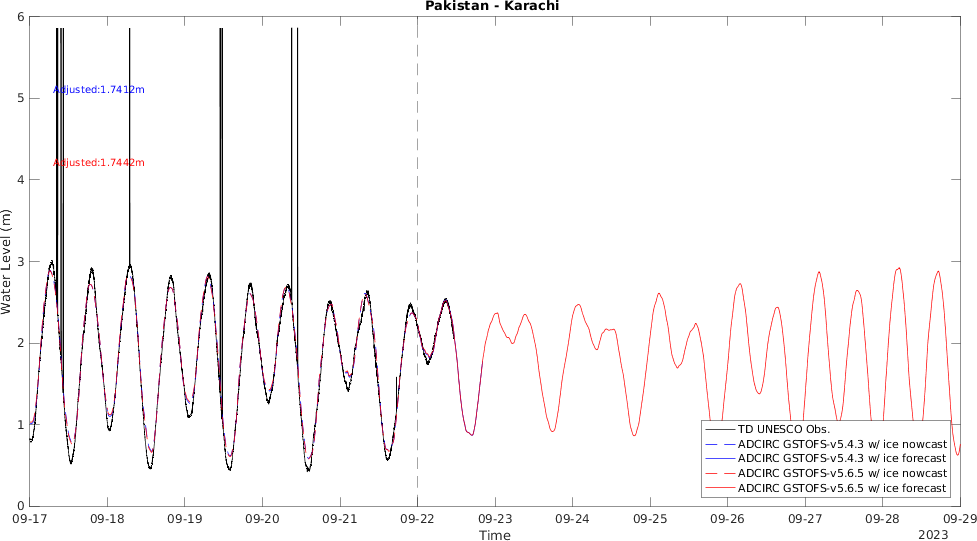 Pakistan - Karachi
6
5
4
3
2
1
0
Water Level (m)
Adjusted:1.7412m
Adjusted:1.7442m
TD UNESCO Obs.
ADCIRC GSTOFS-v5.4.3 w/ ice nowcast
ADCIRC GSTOFS-v5.4.3 w/ ice forecast
ADCIRC GSTOFS-v5.6.5 w/ ice nowcast
ADCIRC GSTOFS-v5.6.5 w/ ice forecast
09-17 09-18 09-19 09-20 09-21 09-22 09-23 09-24 09-25 09-26 09-27 09-28 09-29
Time
2023